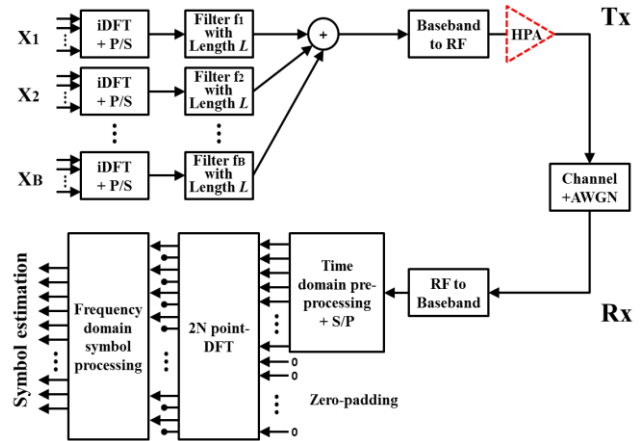 X1
iDFT
+ P/S
Filter f1
with
Length L
X2
iDFT
+ P/S
Filter f2
with
Length L
XB
iDFT
+ P/S
Filter fB
with
Length L
+
Baseband
to RF
HPA
Tx
Channel
+AWGN
Rx
RF to
Baseband
Time
domain pre-
processing
+ S/P
0
0
Zero-padding
0
2N point-
DFT
Frequency
domain
symbol
processing
Symbol estimation